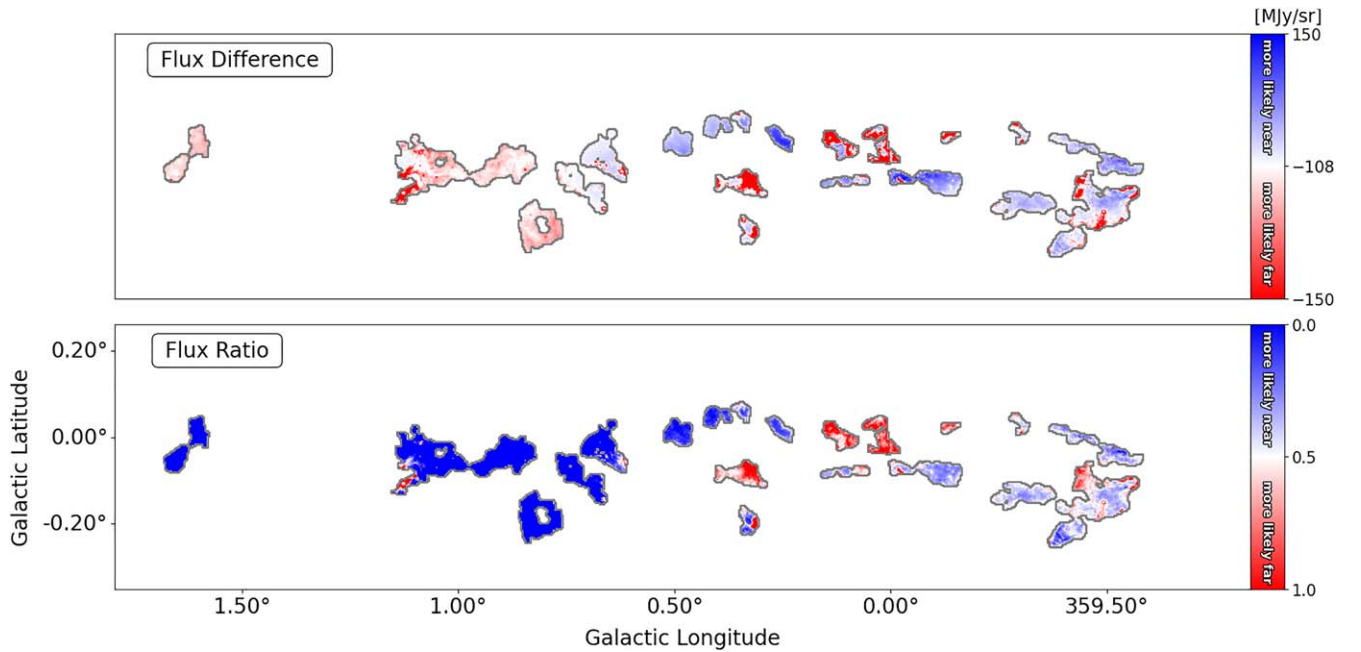 [MJy/sr]
Flux Difference
150
more likely near
−108
more likely far
−150
Flux Ratio
0.0
more likely near
0.5
more likely far
1.0
Galactic Latitude
0.20°
0.00°
-0.20°
1.50°
1.00°
0.50°
0.00°
359.50°
Galactic Longitude